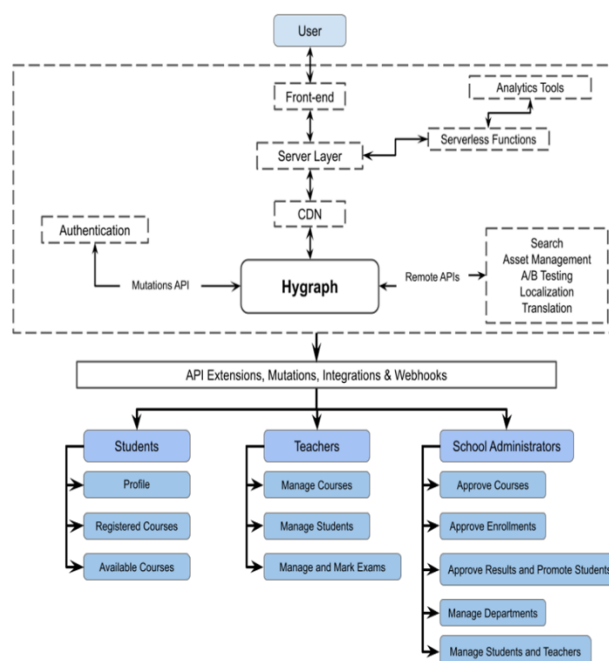 User
Front-end
Analytics Tools
Server Layer
Serverless Functions
CDN
Authentication
Mutations API
Hygraph
Remote APIs
Search
Asset Management
A/B Testing
Localization
Translation
API Extensions, Mutations, Integrations & Webhooks
Students
Profile
Registered Courses
Available Courses
Teachers
Manage Courses
Manage Students
Manage and Mark Exams
School Administrators
Approve Courses
Approve Enrollments
Approve Results and Promote Students
Manage Departments
Manage Students and Teachers